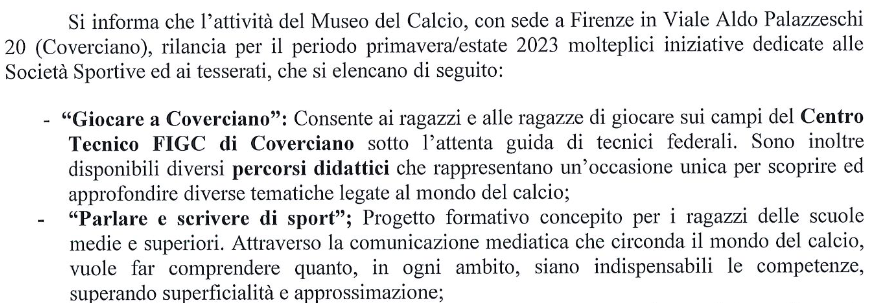 Si informa che l'attività del Museo del Calcio, con sede a Firenze in Viale Aldo Palazzeschi
20 (Coverciano), rilancia per il periodo primavera/estate 2023 molteplici iniziative dedicate alle
Società Sportive ed ai tesserati, che si elencano di seguito:
- “Giocare a Coverciano”: Consente ai ragazzi e alle ragazze di giocare sui campi del Centro
Tecnico FIGC di Coverciano sotto l'attenta guida di tecnici federali. Sono inoltre
disponibili diversi percorsi didattici che rappresentano un'occasione unica per scoprire ed
approfondire diverse tematiche legate al mondo del calcio;
- “Parlare e scrivere di sport”; Progetto formativo concepito per i ragazzi delle scuole
medie e superiori. Attraverso la comunicazione mediatica che circonda il mondo del calcio,
vuole far comprendere quanto, in ogni ambito, siano indispensabili le competenze,
superando superficialità e approssimazione;